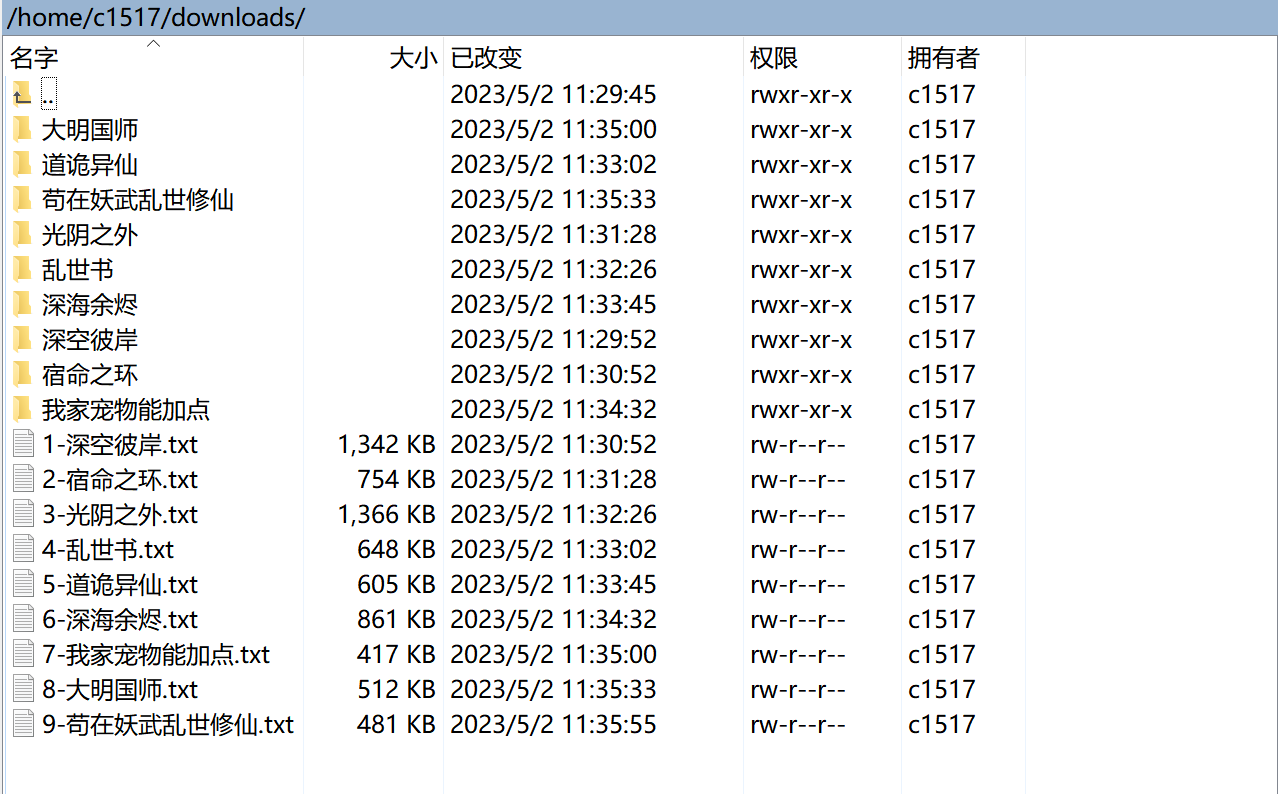 /home/c1517/downloads/
名字 大小 已改变 权限 拥有者
.. 2023/5/2 11:29:45 rwxr-xr-x c1517
大明国师 2023/5/2 11:35:00 rwxr-xr-x c1517
道诡异仙 2023/5/2 11:33:02 rwxr-xr-x c1517
苟在妖武乱世修仙 2023/5/2 11:35:33 rwxr-xr-x c1517
光阴之外 2023/5/2 11:31:28 rwxr-xr-x c1517
乱世书 2023/5/2 11:32:26 rwxr-xr-x c1517
深海余烬 2023/5/2 11:33:45 rwxr-xr-x c1517
深空彼岸 2023/5/2 11:29:52 rwxr-xr-x c1517
宿命之环 2023/5/2 11:30:52 rwxr-xr-x c1517
我家宠物能加点 2023/5/2 11:34:32 rwxr-xr-x c1517
1-深空彼岸.txt 1,342 KB 2023/5/2 11:30:52 rw-r--r-- c1517
2-宿命之环.txt 754 KB 2023/5/2 11:31:28 rw-r--r-- c1517
3-光阴之外.txt 1,366 KB 2023/5/2 11:32:26 rw-r--r-- c1517
4-乱世书.txt 648 KB 2023/5/2 11:33:02 rw-r--r-- c1517
5-道诡异仙.txt 605 KB 2023/5/2 11:33:45 rw-r--r-- c1517
6-深海余烬.txt 861 KB 2023/5/2 11:34:32 rw-r--r-- c1517
7-我家宠物能加点.txt 417 KB 2023/5/2 11:35:00 rw-r--r-- c1517
8-大明国师.txt 512 KB 2023/5/2 11:35:33 rw-r--r-- c1517
9-苟在妖武乱世修仙.txt 481 KB 2023/5/2 11:35:55 rw-r--r-- c1517